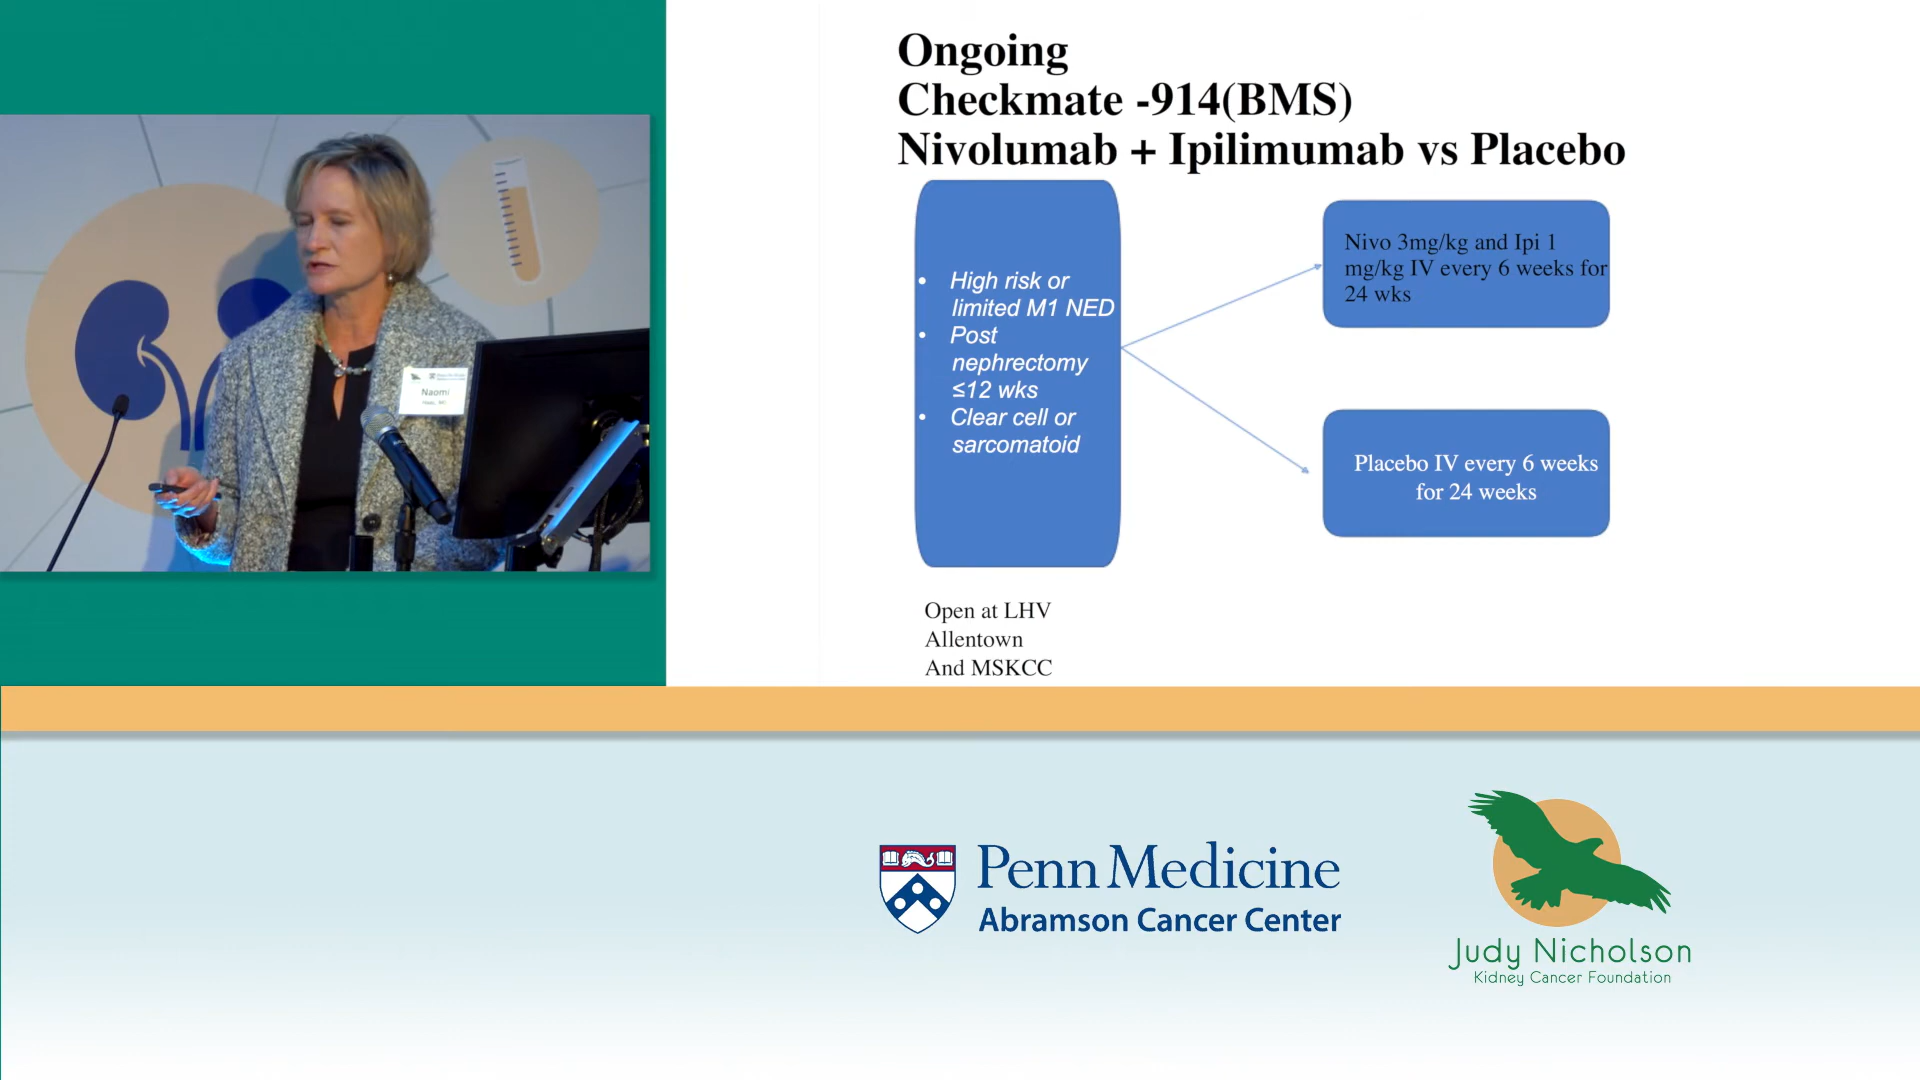 Ongoing
Checkmate -914(BMS)
Nivolumab + Ipilimumab vs Placebo
• High risk or
limited M1 NED
• Post
nephrectomy
≤12 wks
• Clear cell or
sarcomatoid
Nivo 3mg/kg and Ipi 1
mg/kg IV every 6 weeks for
24 wks
Placebo IV every 6 weeks
for 24 weeks
Open at LHV
Allentown
And MSKCC
Naomi
Penn Medicine
Abramson Cancer Center
Judy Nicholson
Kidney Cancer Foundation